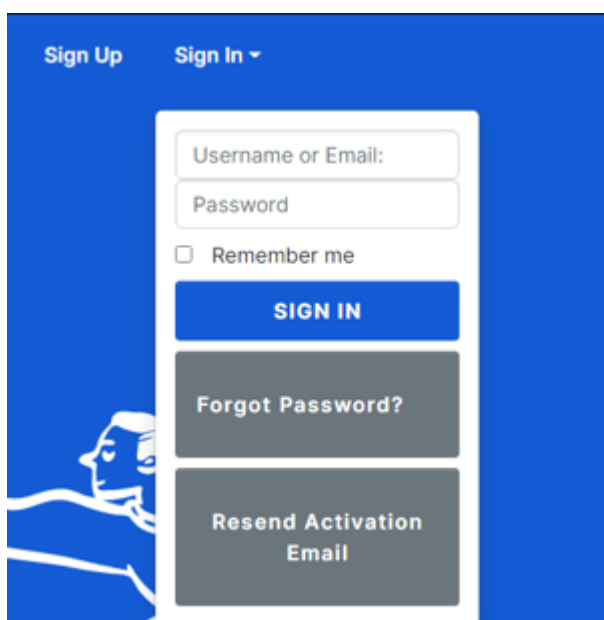 Sign Up Sign In
Username or Email:
Password
Remember me
SIGN IN
Forgot Password?
Resend Activation
Email